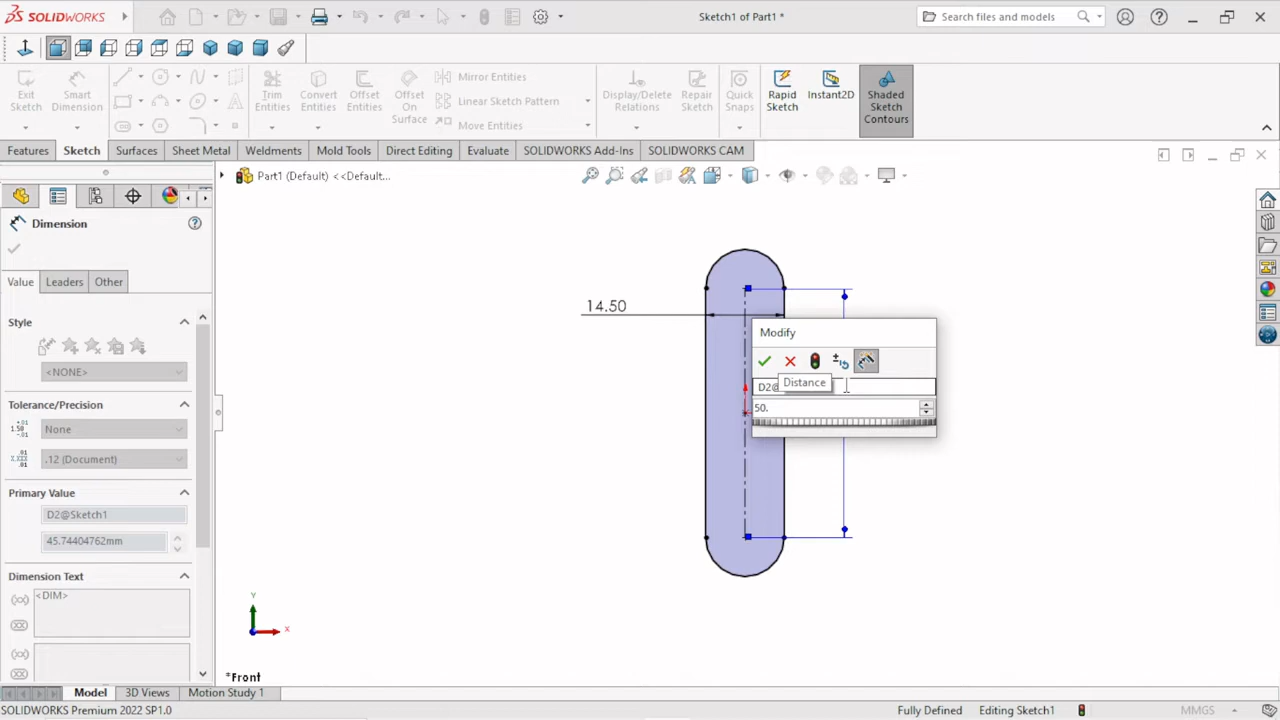 SOLIDWORKS
Sketch1 of Part1 *
Search files and models
Exit Sketch
Smart Dimension
Trim Entities
Convert Entities
Offset Entities
Offset On Surface
Mirror Entities
Linear Sketch Pattern
Move Entities
Display/Delete Relations
Repair Sketch
Quick Snaps
Rapid Sketch
Instant2D
Shaded Sketch Contours
Features
Sketch
Surfaces
Sheet Metal
Weldments
Mold Tools
Direct Editing
Evaluate
SOLIDWORKS Add-Ins
SOLIDWORKS CAM
Part1 (Default) <<Default...
Dimension
Value
Leaders
Other
Style
<NONE>
Tolerance/Precision
None
.12 (Document)
Primary Value
D2@Sketch1
45.74404762mm
Dimension Text
<DIM>
14.50
Modify
D2@
Distance
50.
Y
X
*Front
Model
3D Views
Motion Study 1
SOLIDWORKS Premium 2022 SP1.0
Fully Defined
Editing Sketch1
MMGS